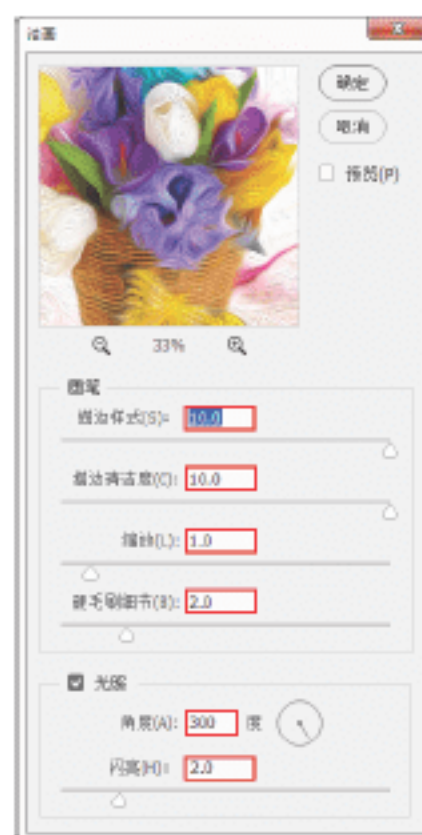 油画
确定
取消
预览(P)
33%
画笔
描边样式(S): 10.0
描边清洁度(C): 10.0
缩放(L): 1.0
硬毛刷细节(B): 2.0
光照
角度(A): 300 度
闪亮(H): 2.0